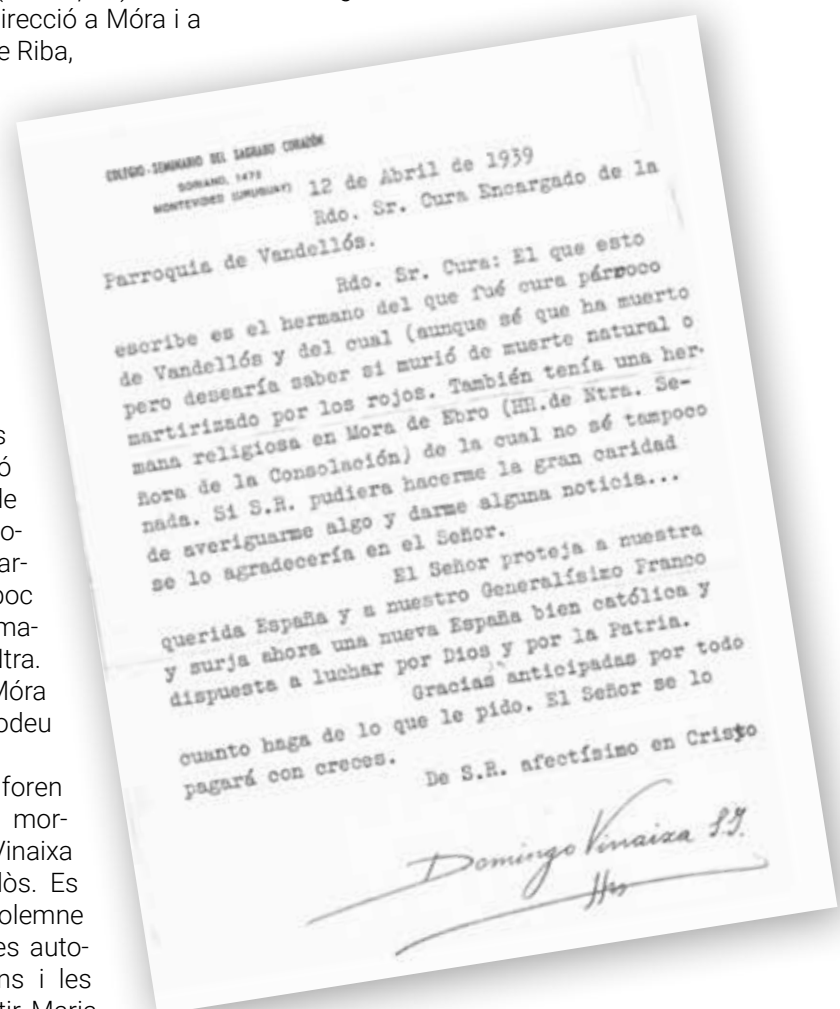 irecció a Móra i a
e Riba,
COLEGIO-SEMINARIO DEL SAGRADO CORAZÓN
SORIANO, 1472
MONTEVIDEO (URUGUAY)
12 de Abril de 1939
Rdo. Sr. Cura Encargado de la
Parroquia de Vandellós.
Rdo. Sr. Cura: El que esto
escribe es el hermano del que fué cura párroco
de Vandellós y del cual (aunque sé que ha muerto
pero desearía saber si murió de muerte natural o
martirizado por los rojos. También tenía una her-
mana religiosa en Mora de Ebro (HH.de Ntra. Se-
ñora de la Consolación) de la cual no sé tampoco
nada. Si S.R. pudiera hacerme la gran caridad
de averiguarme algo y darme alguna noticia...
se lo agradecería en el Señor.
El Señor proteja a nuestra
querida España y a nuestro Generalísimo Franco
y surja ahora una nueva España bien católica y
dispuesta a luchar por Dios y por la Patria.
Gracias anticipadas por todo
cuanto haga de lo que le pido. El Señor se lo
pagará con creces.
De S.R. afectísimo en Cristo
Domingo Vinaixa S.J.
s
ó
le
o-
ar-
poc
ma-
ltra.
Móra
odeu
foren
mor-
Vinaixa
lòs. Es
olemne
es auto-
ns i les
tir Maria